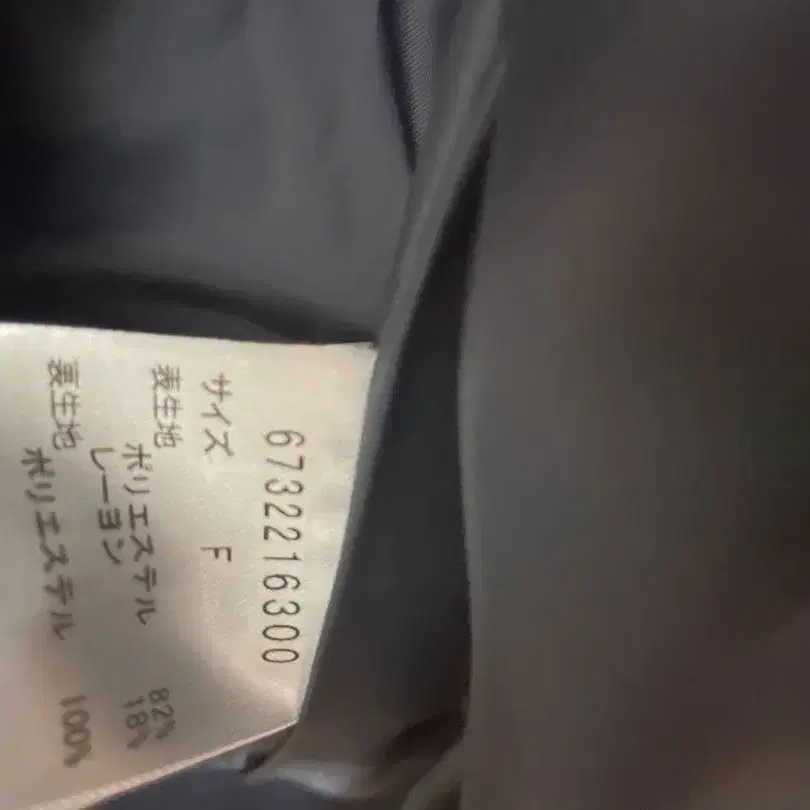 6732216300
サイズ F
表生地 ポリエステル 82%
レーヨン 18%
裏生地 ポリエステル 100%